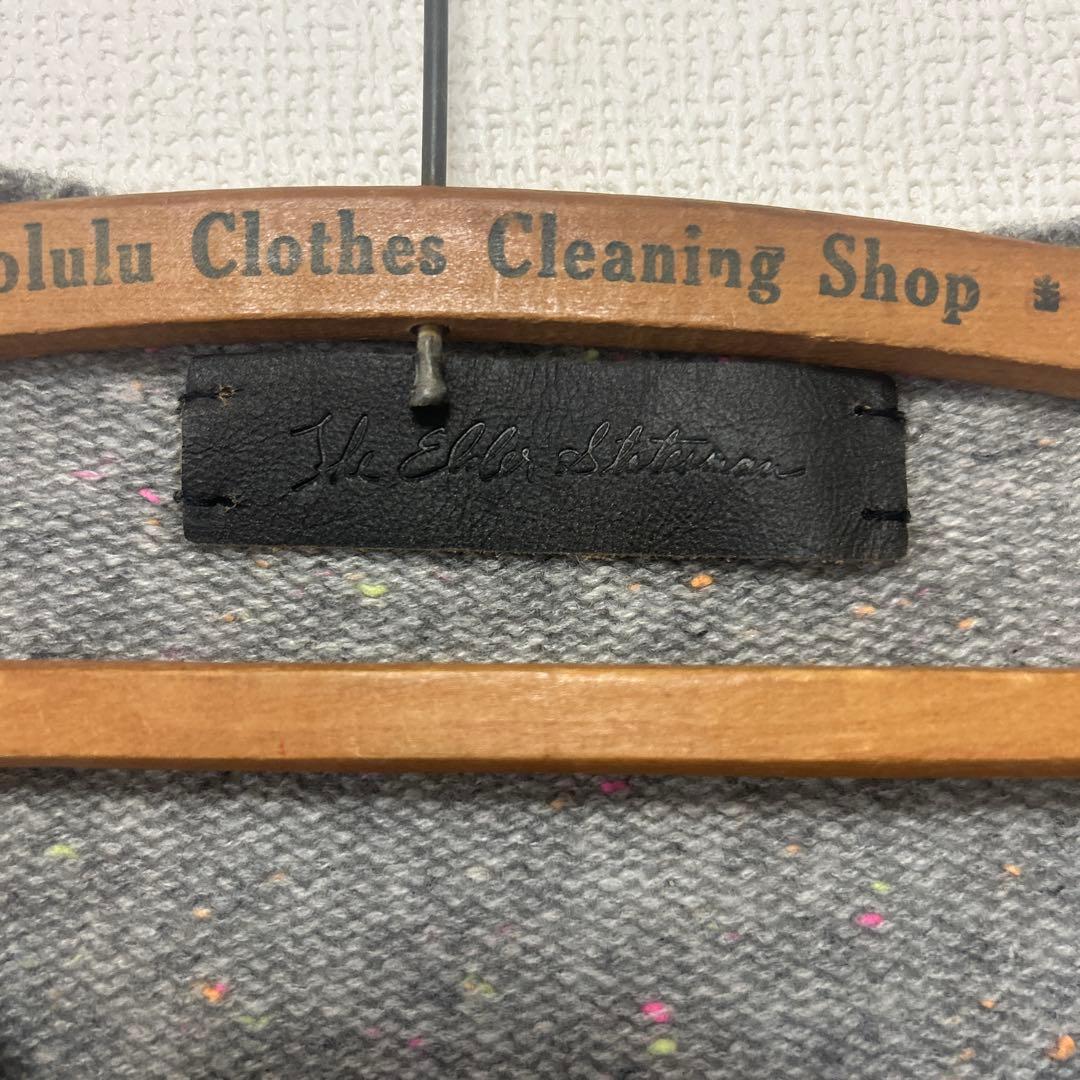 olulu Clothes Cleaning Shop
The Elder Statesman